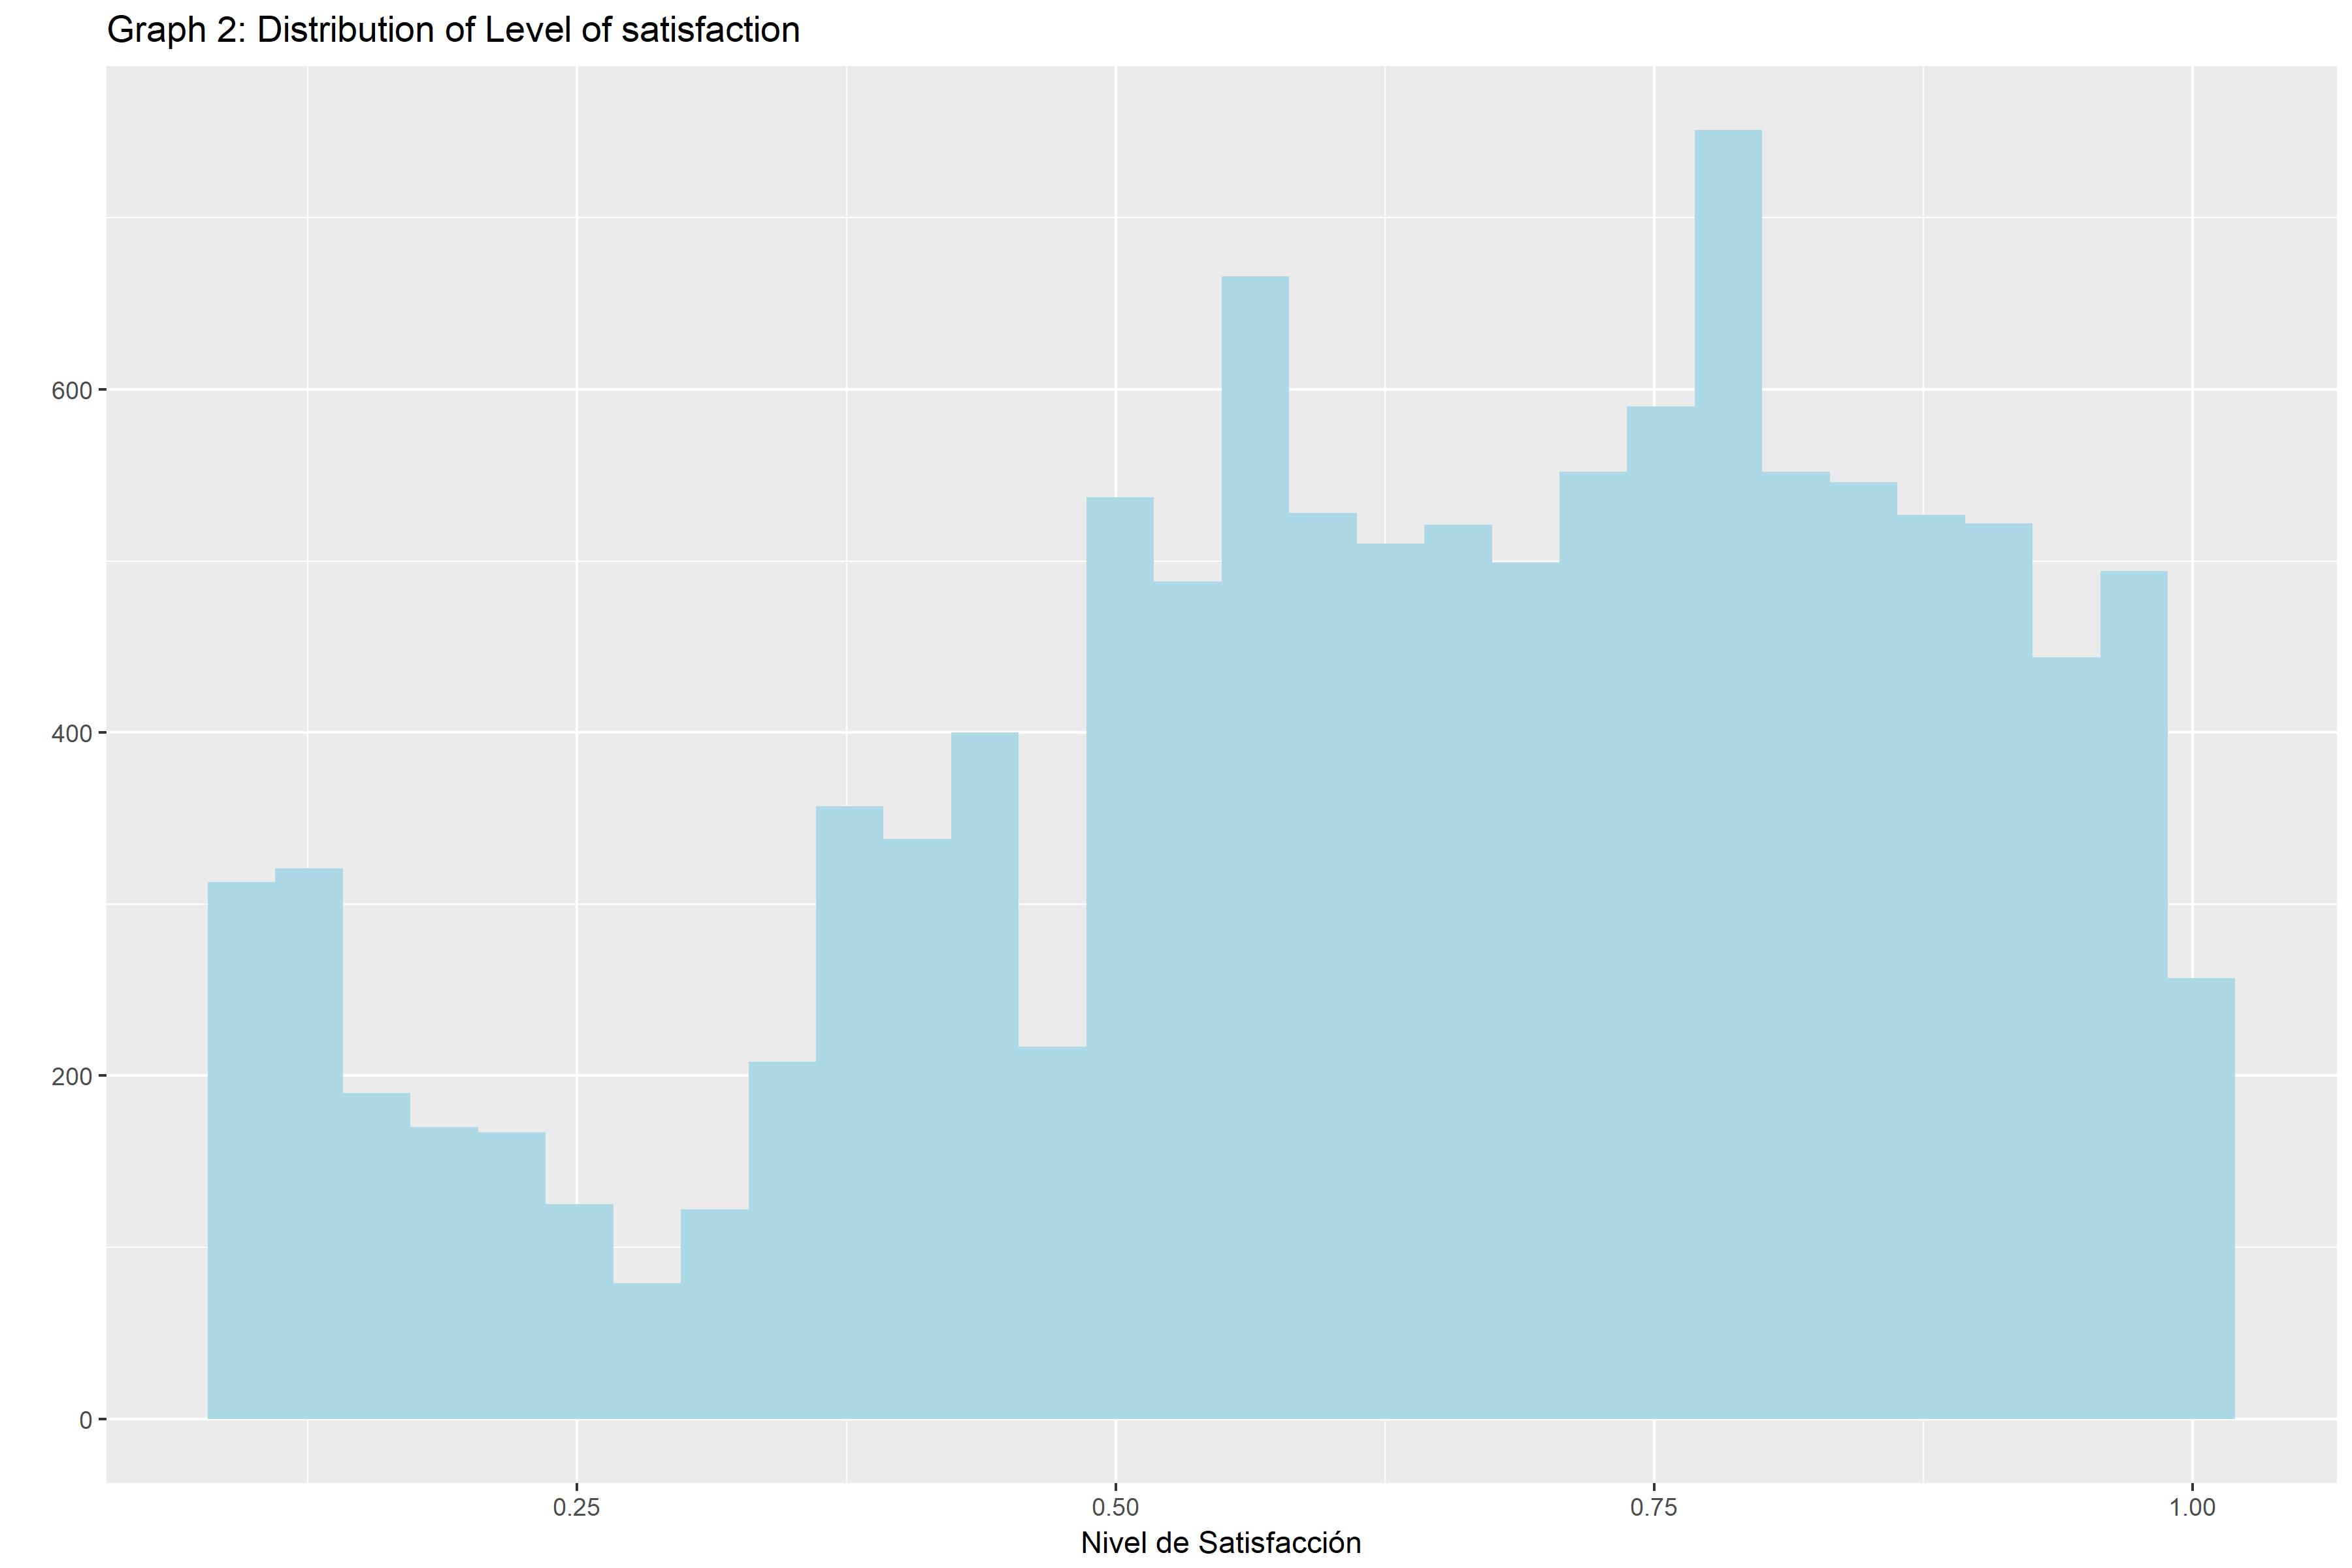 Graph 2: Distribution of Level of satisfaction
600
400
200
0
0.25 0.50 0.75 1.00
Nivel de Satisfacción